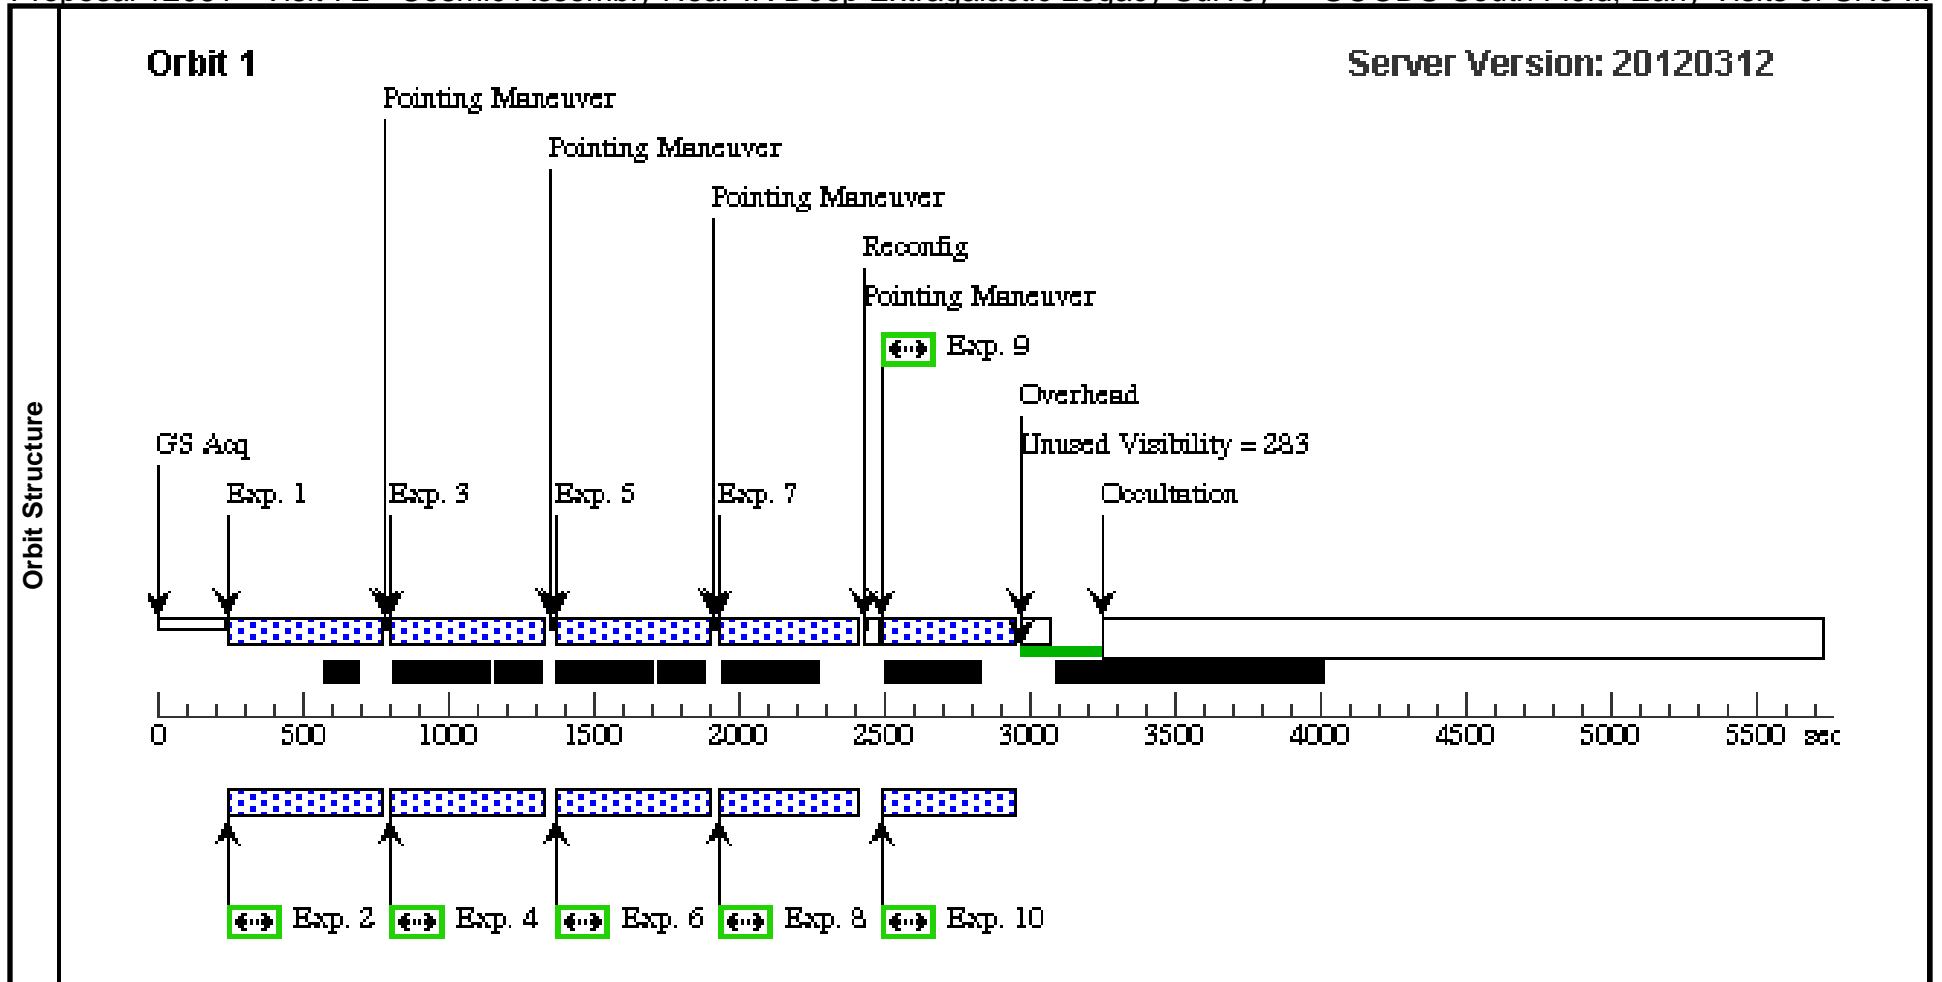 Orbit 1
Server Version: 20120312
Pointing Maneuver
Pointing Maneuver
Pointing Maneuver
Reconfig
Pointing Maneuver
Exp. 9
Overhead
GS Acq
Unused Visibility = 283
Exp. 1
Exp. 3
Exp. 5
Exp. 7
Occultation
Orbit Structure
0 500 1000 1500 2000 2500 3000 3500 4000 4500 5000 5500 sec
Exp. 2
Exp. 4
Exp. 6
Exp. 8
Exp. 10